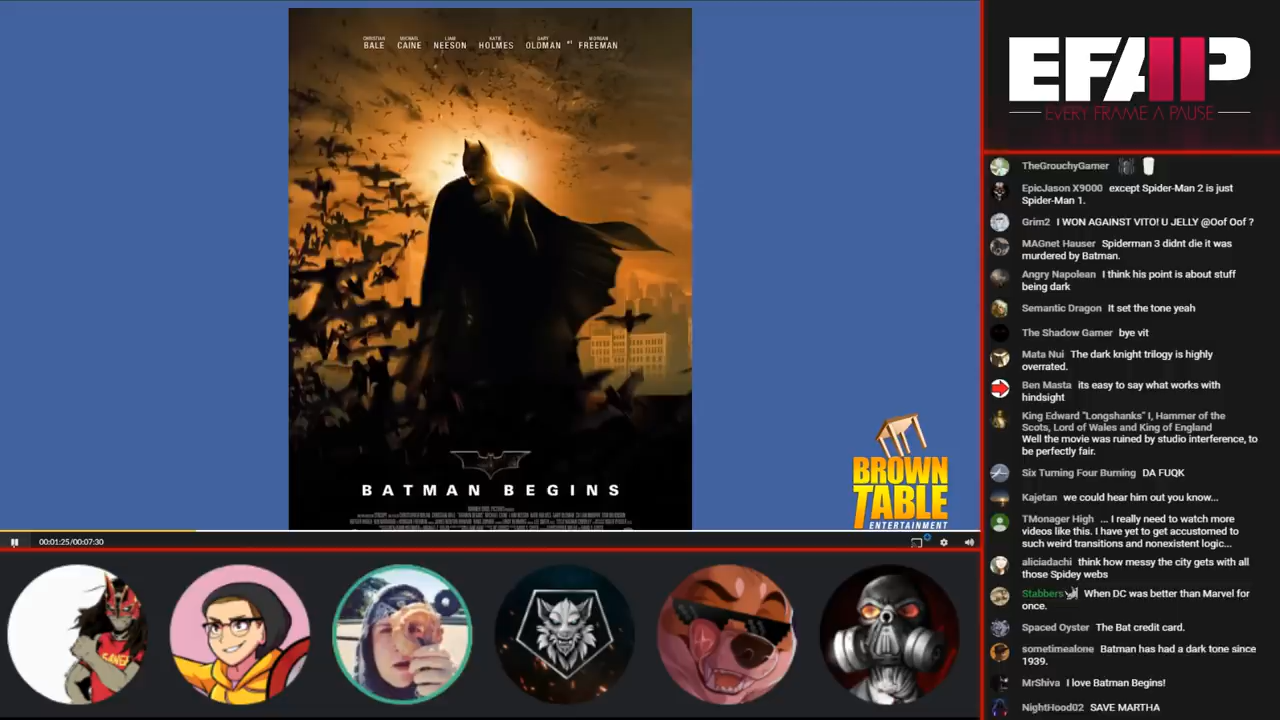 CHRISTIAN BALE MICHAEL CAINE LIAM NEESON KATIE HOLMES GARY OLDMAN AND MORGAN FREEMAN
BATMAN BEGINS
BROWN
TABLE
ENTERTAINMENT
00:01:25/00:07:30
GANG
EFAP
EVERY FRAME A PAUSE
TheGrouchyGamer
EpicJason X9000 except Spider-Man 2 is just
Spider-Man 1.
Grim2 I WON AGAINST VITO! U JELLY @Oof Oof ?
MAGnet Hauser Spiderman 3 didnt die it was
murdered by Batman.
Angry Napolean I think his point is about stuff
being dark
Semantic Dragon It set the tone yeah
The Shadow Gamer bye vit
Mata Nui The dark knight trilogy is highly
overrated.
Ben Masta its easy to say what works with
hindsight
King Edward "Longshanks" I, Hammer of the
Scots, Lord of Wales and King of England
Well the movie was ruined by studio interference, to
be perfectly fair.
Six Turning Four Burning DA FUQK
Kajetan we could hear him out you know...
TMonager High ... I really need to watch more
videos like this. I have yet to get accustomed to
such weird transitions and nonexistent logic...
aliciadachi think how messy the city gets with all
those Spidey webs
Stabbers When DC was better than Marvel for
once.
Spaced Oyster The Bat credit card.
sometimealone Batman has had a dark tone since
1939.
MrShiva I love Batman Begins!
NightHood02 SAVE MARTHA